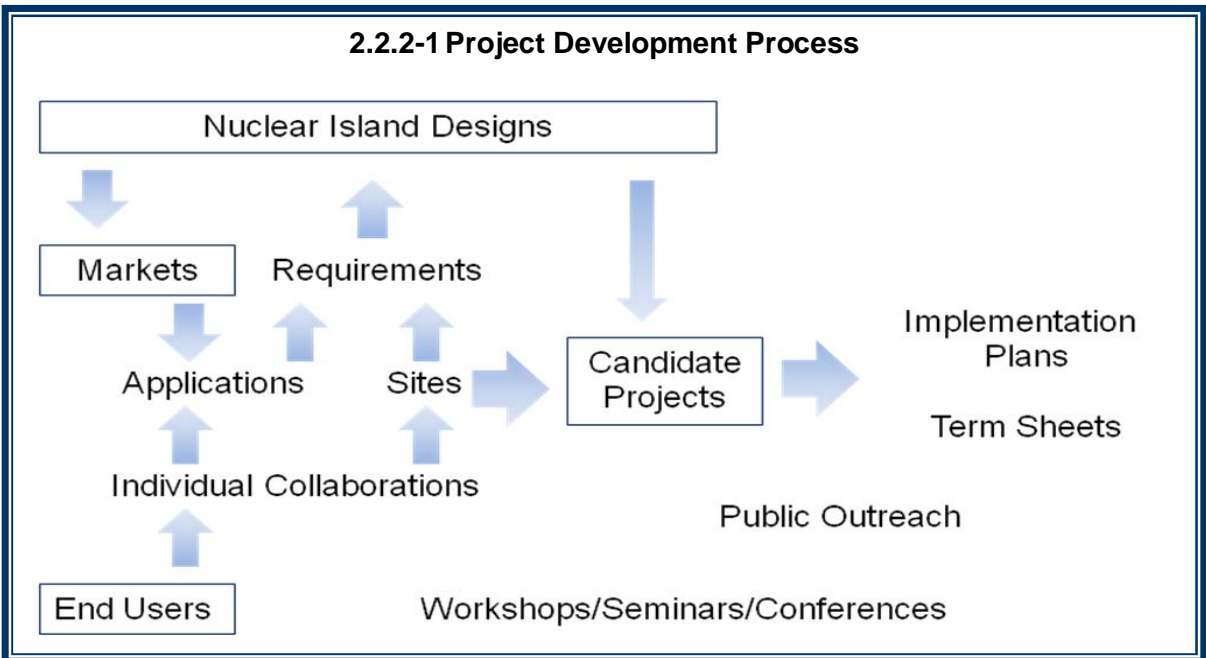 2.2.2-1 Project Development Process
Nuclear Island Designs
Markets
Requirements
Implementation
Plans
Candidate
Projects
Applications
Sites
Term Sheets
Individual Collaborations
Public Outreach
End Users
Workshops/Seminars/Conferences